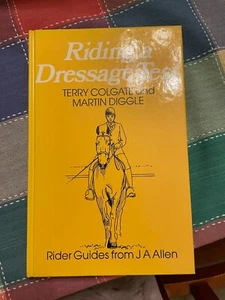 Riding a
Dressage Test
TERRY COLGATE and
MARTIN DIGGLE
Rider Guides from J A Allen